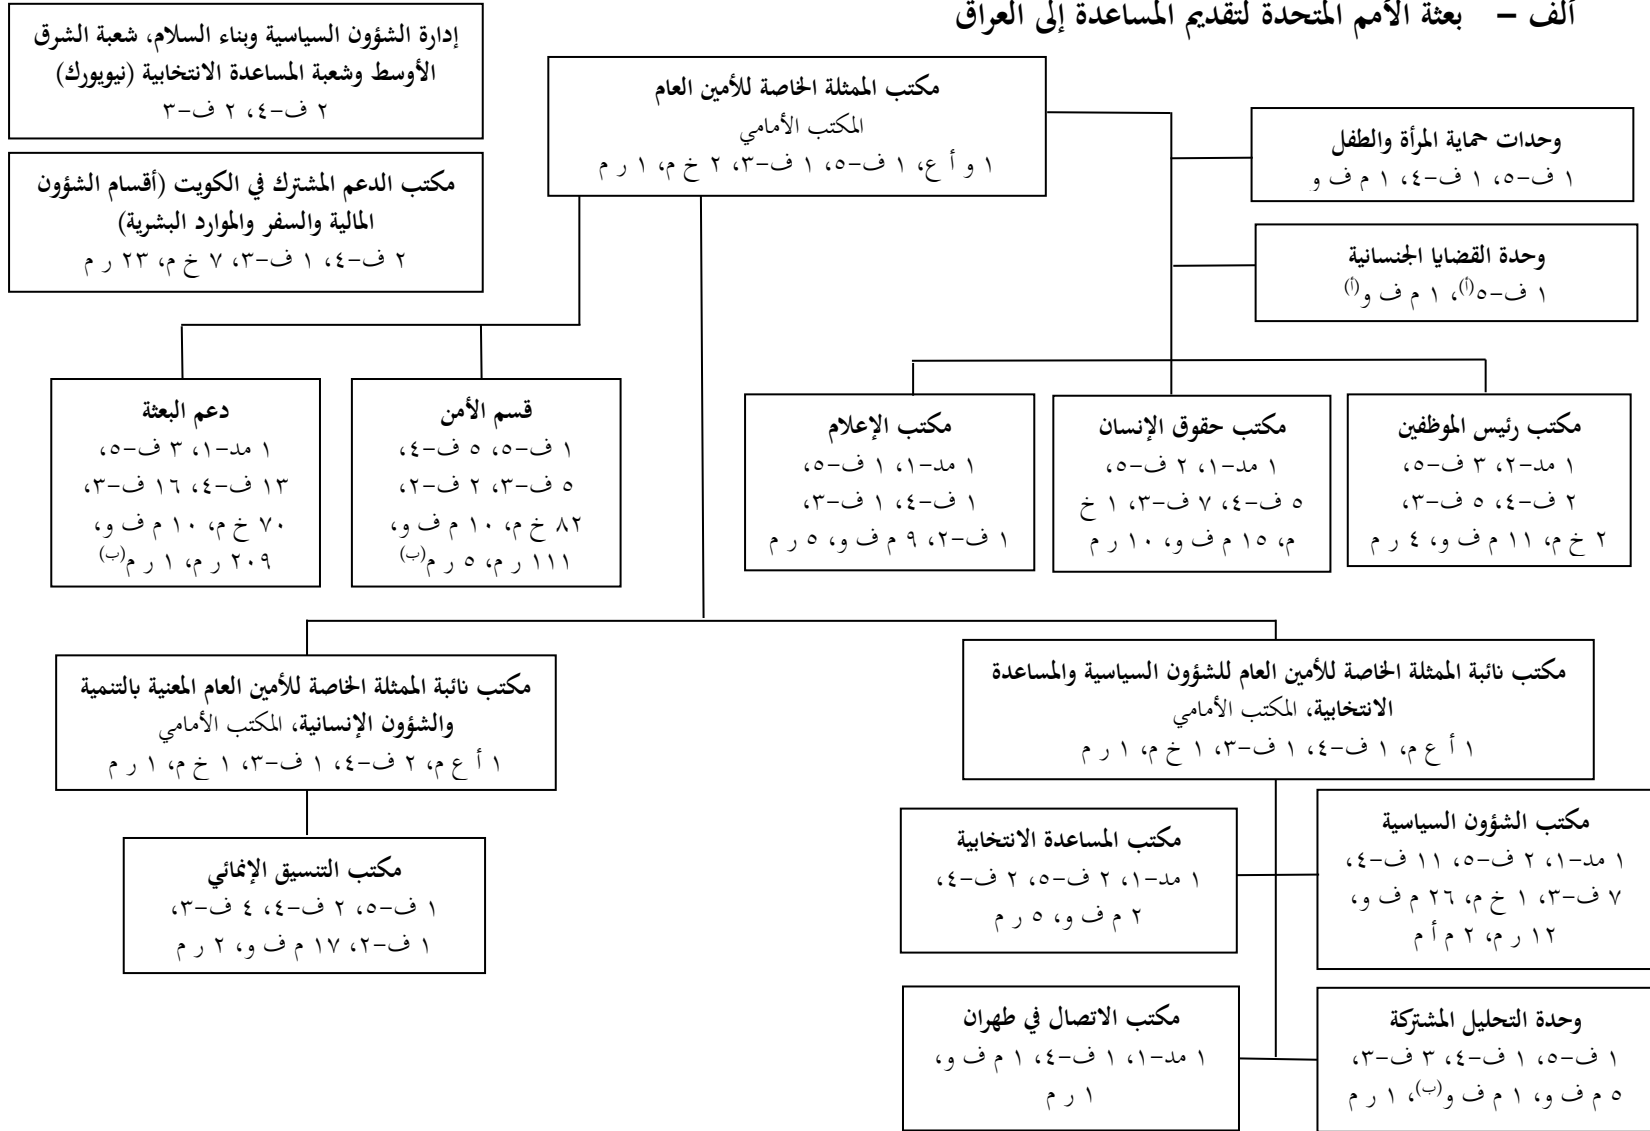 ألف – بعثة الأمم المتحدة لتقديم المساعدة إلى العراق
إدارة الشؤون السياسية وبناء السلام، شعبة الشرق
الأوسط وشعبة المساعدة الانتخابية (نيويورك)
٢ ف-٤، ٢ ف-٣
مكتب الدعم المشترك في الكويت (أقسام الشؤون
المالية والسفر والموارد البشرية)
٢ ف-٤، ١ ف-٣، ٧ خ م، ٢٣ ر م
مكتب الممثلة الخاصة للأمين العام
المكتب الأمامي
١ و أ ع، ١ ف-٥، ١ ف-٣، ٢ خ م، ١ ر م
وحدات حماية المرأة والطفل
١ ف-٥، ١ ف-٤، ١ م ف و
وحدة القضايا الجنسانية
١ ف-٥(أ)، ١ م ف و(أ)
مكتب رئيس الموظفين
١ مد-٢، ٣ ف-٥،
٢ ف-٤، ٥ ف-٣،
٢ خ م، ١١ م ف و، ٤ ر م
مكتب حقوق الإنسان
١ مد-١، ٢ ف-٥،
٥ ف-٤، ٧ ف-٣، ١ خ
م، ١٥ م ف و، ١٠ ر م
مكتب الإعلام
١ مد-١، ١ ف-٥،
١ ف-٤، ١ ف-٣،
١ ف-٢، ٩ م ف و، ٥ ر م
قسم الأمن
١ ف-٥، ٥ ف-٤،
٥ ف-٣، ٢ ف-٢،
٨٢ خ م، ١٠ م ف و،
١١١ ر م، ٥ ر م(ب)
دعم البعثة
١ مد-١، ٣ ف-٥،
١٣ ف-٤، ١٦ ف-٣،
٧٠ خ م، ١٠ م ف و،
٢٠٩ ر م، ١ ر م(ب)
مكتب نائبة الممثلة الخاصة للأمين العام للشؤون السياسية والمساعدة
الانتخابية، المكتب الأمامي
١ أ ع م، ١ ف-٤، ١ ف-٣، ١ خ م، ١ ر م
مكتب نائبة الممثلة الخاصة للأمين العام المعنية بالتنمية
والشؤون الإنسانية، المكتب الأمامي
١ أ ع م، ٢ ف-٤، ١ ف-٣، ١ خ م، ١ ر م
مكتب الشؤون السياسية
١ مد-١، ٢ ف-٥، ١١ ف-٤،
٧ ف-٣، ١ خ م، ٢٦ م ف و،
١٢ ر م، ٢ م أ م
مكتب المساعدة الانتخابية
١ مد-١، ٢ ف-٥، ٢ ف-٤،
٢ م ف و، ٥ ر م
مكتب التنسيق الإنمائي
١ ف-٥، ٢ ف-٤، ٤ ف-٣،
١ ف-٢، ١٧ م ف و، ٢ ر م
وحدة التحليل المشتركة
١ ف-٥، ١ ف-٤، ٣ ف-٣،
٥ م ف و، ١ م ف و(ب)، ١ ر م
مكتب الاتصال في طهران
١ مد-١، ١ ف-٤، ١ م ف و،
١ ر م